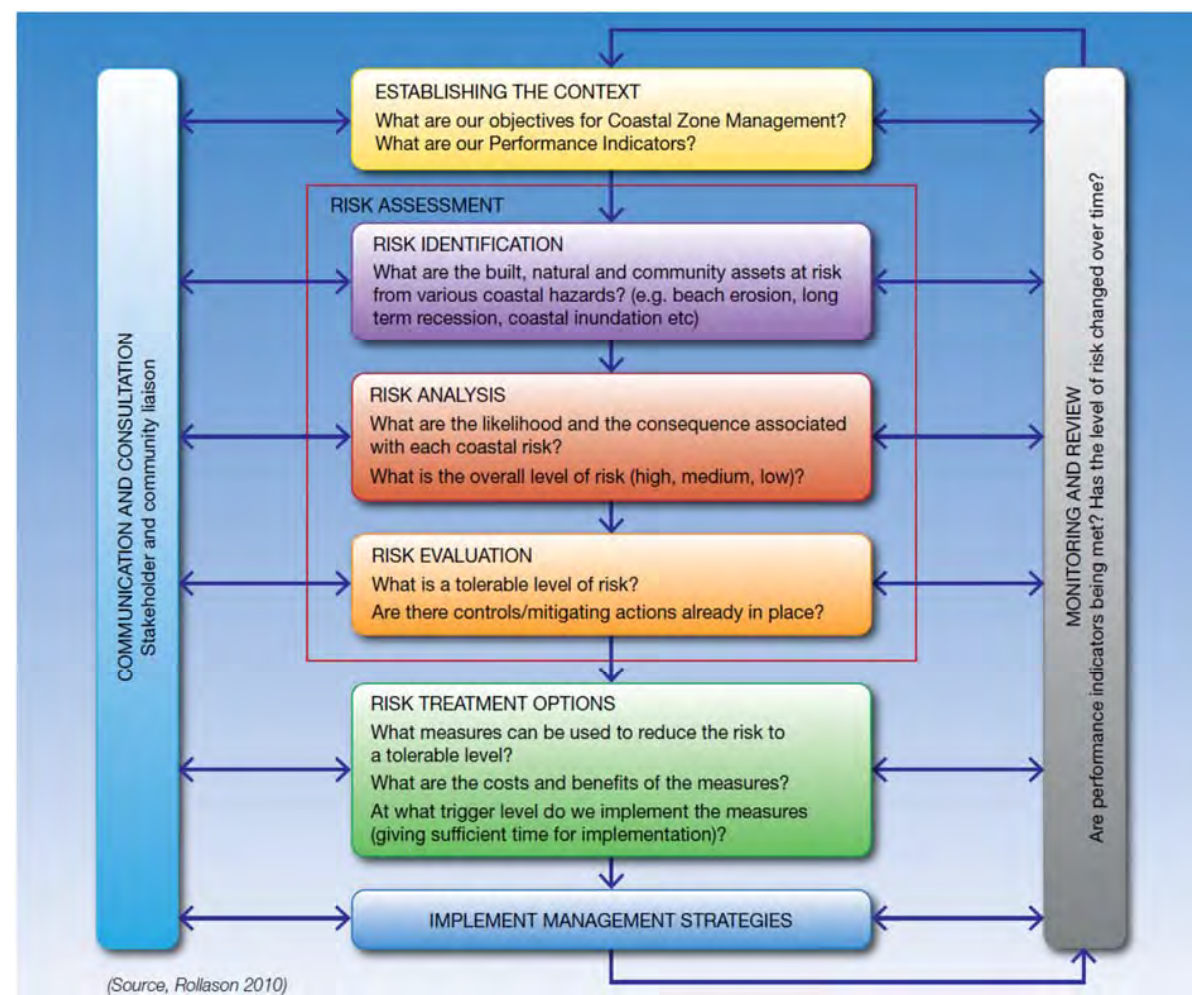 ESTABLISHING THE CONTEXT
What are our objectives for Coastal Zone Management?
What are our Performance Indicators?
RISK ASSESSMENT
RISK IDENTIFICATION
What are the built, natural and community assets at risk
from various coastal hazards? (e.g. beach erosion, long
term recession, coastal inundation etc)
RISK ANALYSIS
What are the likelihood and the consequence associated
with each coastal risk?
What is the overall level of risk (high, medium, low)?
RISK EVALUATION
What is a tolerable level of risk?
Are there controls/mitigating actions already in place?
RISK TREATMENT OPTIONS
What measures can be used to reduce the risk to
a tolerable level?
What are the costs and benefits of the measures?
At what trigger level do we implement the measures
(giving sufficient time for implementation)?
IMPLEMENT MANAGEMENT STRATEGIES
COMMUNICATION AND CONSULTATION
Stakeholder and community liaison
MONITORING AND REVIEW
Are performance indicators being met? Has the level of risk changed over time?
(Source, Rollason 2010)